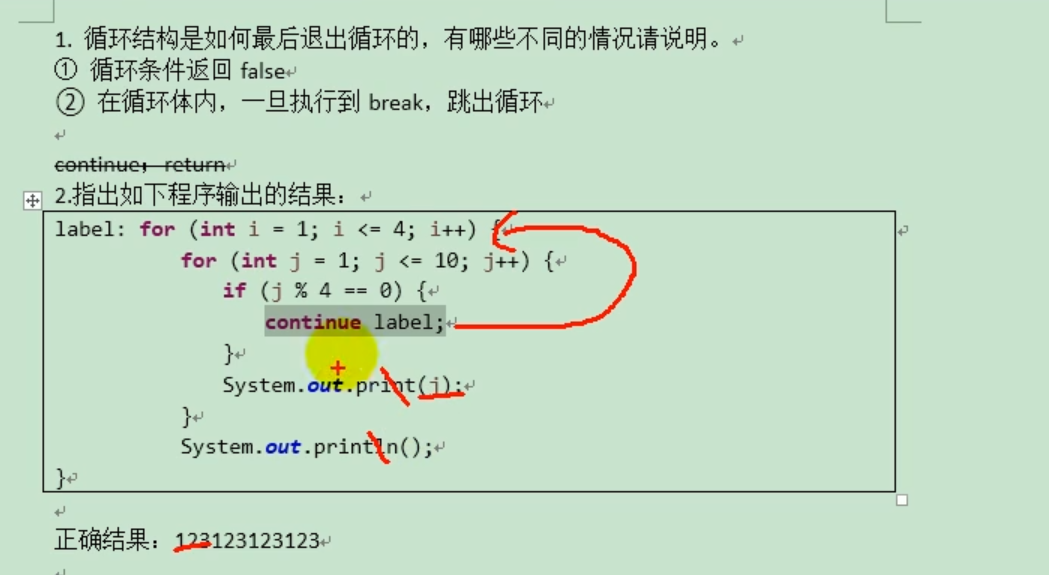 1. 循环结构是如何最后退出循环的，有哪些不同的情况请说明。
① 循环条件返回 false
② 在循环体内，一旦执行到 break，跳出循环
continue；return
2.指出如下程序输出的结果：
label: for (int i = 1; i <= 4; i++) {
for (int j = 1; j <= 10; j++) {
if (j % 4 == 0) {
continue label;
}
System.out.print(j);
}
System.out.println();
}
正确结果：123123123123